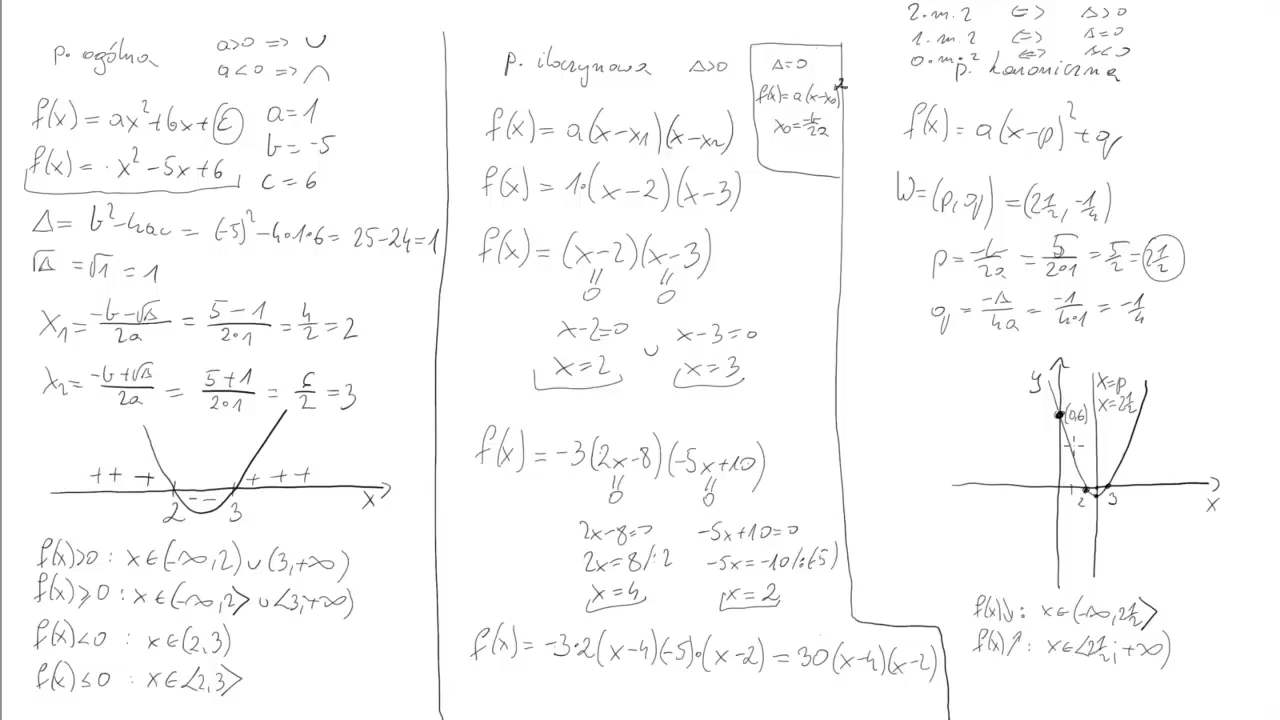 p. ogólna
a>0 => ∪
a<0 => ∩
f(x) = ax²+bx+c
a=1
b=-5
c=6
f(x) = x²-5x+6
Δ = b²-4ac = (-5)²-4·1·6 = 25-24=1
√Δ = √1 = 1
x₁ = (-b-√Δ)/2a = (5-1)/(2·1) = 4/2 = 2
x₂ = (-b+√Δ)/2a = (5+1)/(2·1) = 6/2 = 3
++ + -- + + +
2 3 x
f(x)>0 : x∈(-∞,2)∪(3,+∞)
f(x)≥0 : x∈(-∞,2>∪<3,+∞)
f(x)<0 : x∈(2,3)
f(x)≤0 : x∈<2,3>
p. iloczynowa Δ>0
Δ=0
f(x)=a(x-x₀)²
x₀=-b/2a
f(x) = a(x-x₁)(x-x₂)
f(x) = 1·(x-2)(x-3)
f(x) = (x-2)(x-3)
0 0
x-2=0 ∪ x-3=0
x=2 x=3
f(x) = -3(2x-8)(-5x+10)
0 0
2x-8=0 -5x+10=0
2x=8/:2 -5x=-10/:(-5)
x=4 x=2
f(x) = -3·2(x-4)(-5)·(x-2) = 30(x-4)(x-2)
2.m.z <=> Δ>0
1.m.z <=> Δ=0
0.m.z <=> Δ<0
p. kanoniczna
f(x) = a(x-p)²+q
W=(p,q) = (2½,-¼)
p = -b/2a = 5/(2·1) = 5/2 = 2½
q = -Δ/4a = -1/(4·1) = -¼
y
x=p
x=2½
(0,6)
1 2 3 x
f(x)↓ : x∈(-∞,2½>
f(x)↗ : x∈<2½;+∞)